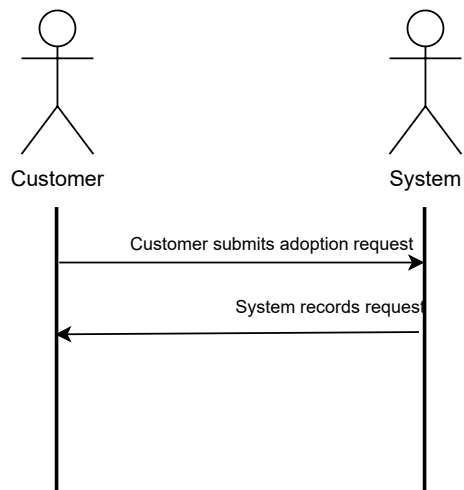 Customer
System
Customer submits adoption request
System records request